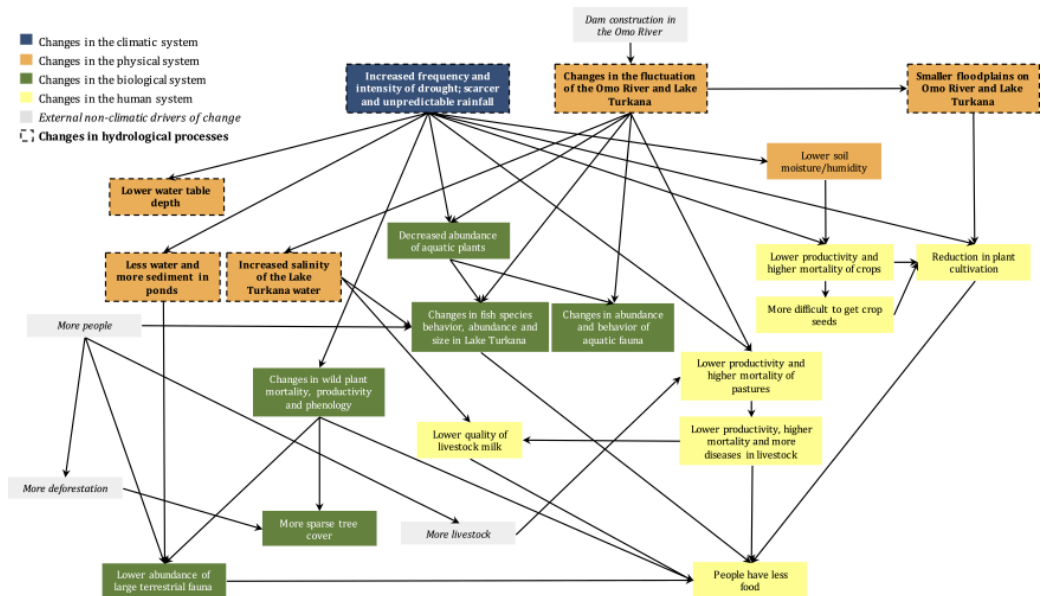 Changes in the climatic system
Changes in the physical system
Changes in the biological system
Changes in the human system
External non-climatic drivers of change
Changes in hydrological processes
Dam construction in
the Omo River
Increased frequency and
intensity of drought; scarcer
and unpredictable rainfall
Changes in the fluctuation
of the Omo River and Lake
Turkana
Smaller floodplains on
Omo River and Lake
Turkana
Lower soil
moisture/humidity
Lower water table
depth
Decreased abundance
of aquatic plants
Less water and
more sediment in
ponds
Increased salinity
of the Lake
Turkana water
Lower productivity and
higher mortality of crops
Reduction in plant
cultivation
More difficult to get crop
seeds
More people
Changes in fish species
behavior, abundance and
size in Lake Turkana
Changes in abundance
and behavior of
aquatic fauna
Changes in wild plant
mortality, productivity
and phenology
Lower productivity and
higher mortality of
pastures
Lower quality of
livestock milk
Lower productivity, higher
mortality and more
diseases in livestock
More deforestation
More sparse tree
cover
More livestock
Lower abundance of
large terrestrial fauna
People have less
food